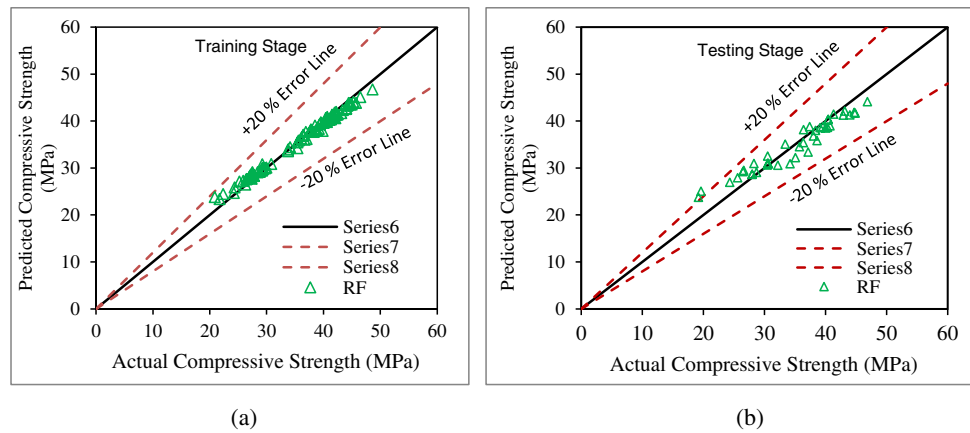 Predicted Compressive Strength
(MPa)
60
50
40
30
20
10
0
Training Stage
+20 % Error Line
-20 % Error Line
Series6
Series7
Series8
RF
0 10 20 30 40 50 60
Actual Compressive Strength (MPa)
(a)
Predicted Compressive Strength
(MPa)
60
50
40
30
20
10
0
Testing Stage
+20 % Error Line
-20 % Error Line
Series6
Series7
Series8
RF
0 10 20 30 40 50 60
Actual Compressive Strength (MPa)
(b)